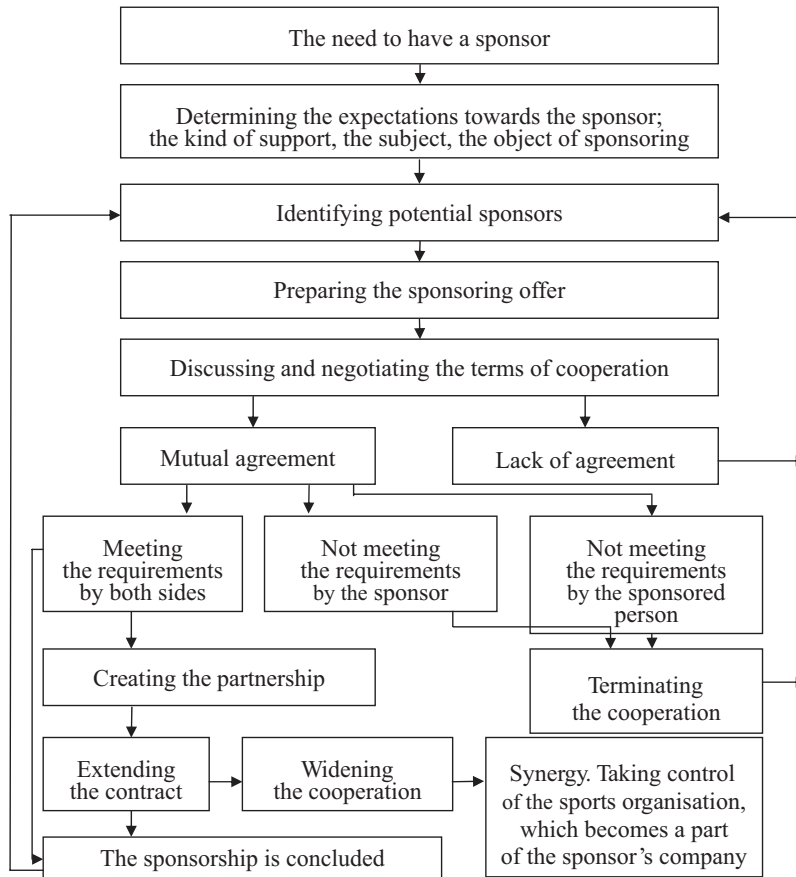 The need to have a sponsor
Determining the expectations towards the sponsor;
the kind of support, the subject, the object of sponsoring
Identifying potential sponsors
Preparing the sponsoring offer
Discussing and negotiating the terms of cooperation
Mutual agreement
Lack of agreement
Meeting
the requirements
by both sides
Not meeting
the requirements
by the sponsor
Not meeting
the requirements
by the sponsored
person
Creating the partnership
Terminating
the cooperation
Extending
the contract
Widening
the cooperation
Synergy. Taking control
of the sports organisation,
which becomes a part
of the sponsor’s company
The sponsorship is concluded